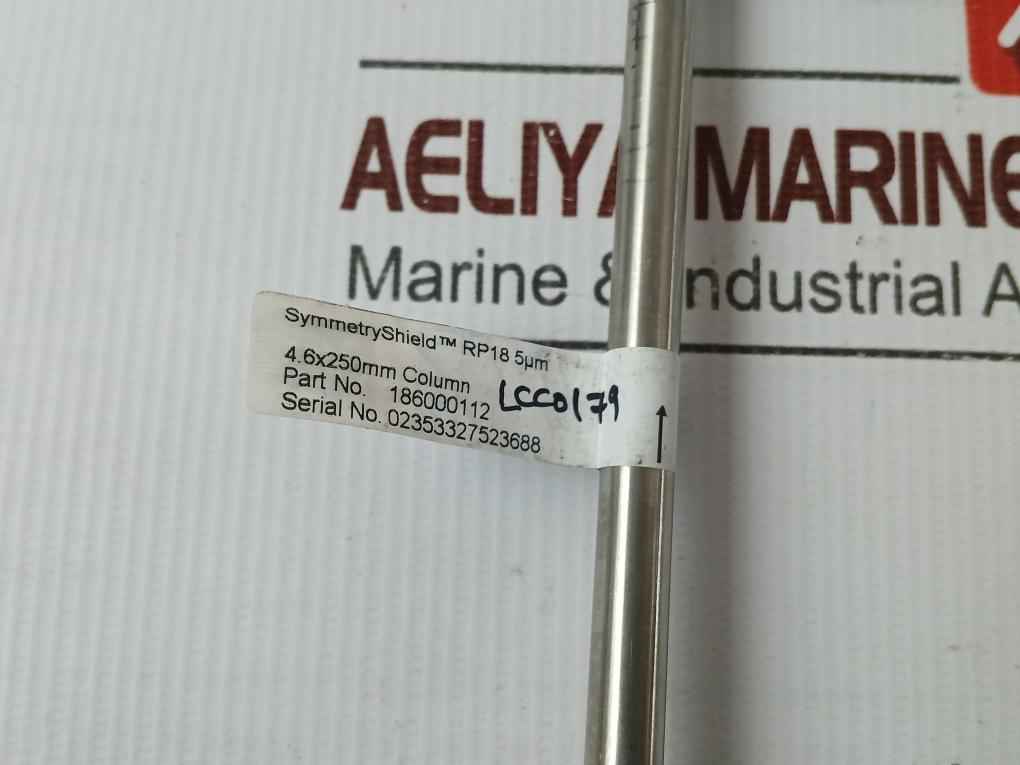 AELIYA MARINE
Marine & Industrial A
SymmetryShield™ RP18 5µm
4.6x250mm Column
Part No. 186000112
Serial No. 02353327523688
LCC0179